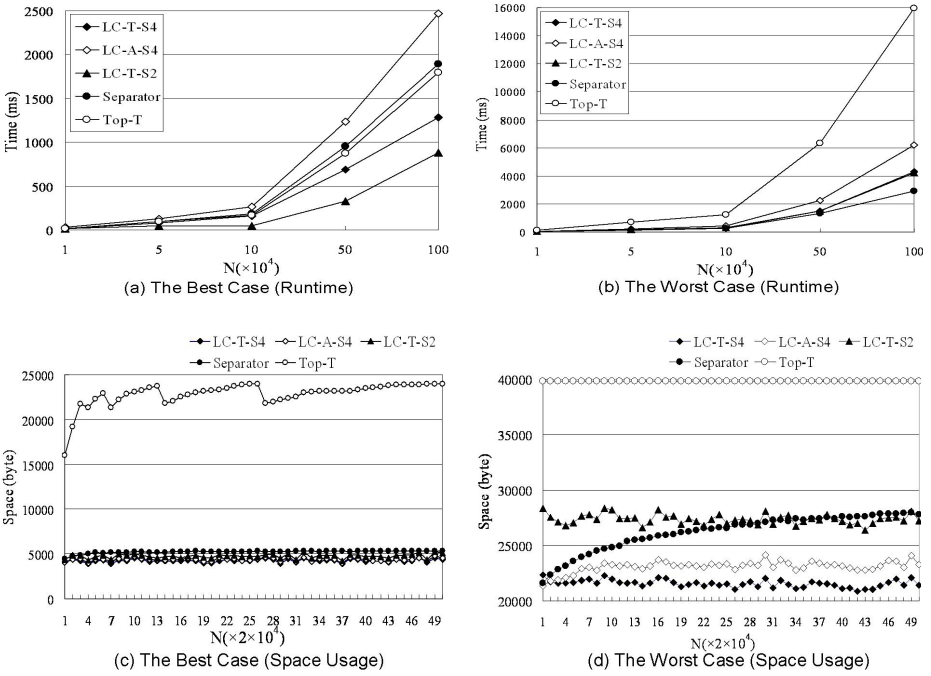 2500
2000
1500
1000
500
0
Time (ms)
LC-T-S4
LC-A-S4
LC-T-S2
Separator
Top-T
1 5 10 50 100
N(×10⁴)
(a) The Best Case (Runtime)
16000
14000
12000
10000
8000
6000
4000
2000
0
Time (ms)
LC-T-S4
LC-A-S4
LC-T-S2
Separator
Top-T
1 5 10 50 100
N(×10⁴)
(b) The Worst Case (Runtime)
LC-T-S4 LC-A-S4 LC-T-S2
Separator Top-T
25000
20000
15000
10000
5000
0
Space (byte)
1 4 7 10 13 16 19 22 25 28 31 34 37 40 43 46 49
N(×2×10⁴)
(c) The Best Case (Space Usage)
LC-T-S4 LC-A-S4 LC-T-S2
Separator Top-T
40000
35000
30000
25000
20000
Space (byte)
1 4 7 10 13 16 19 22 25 28 31 34 37 40 43 46 49
N(×2×10⁴)
(d) The Worst Case (Space Usage)